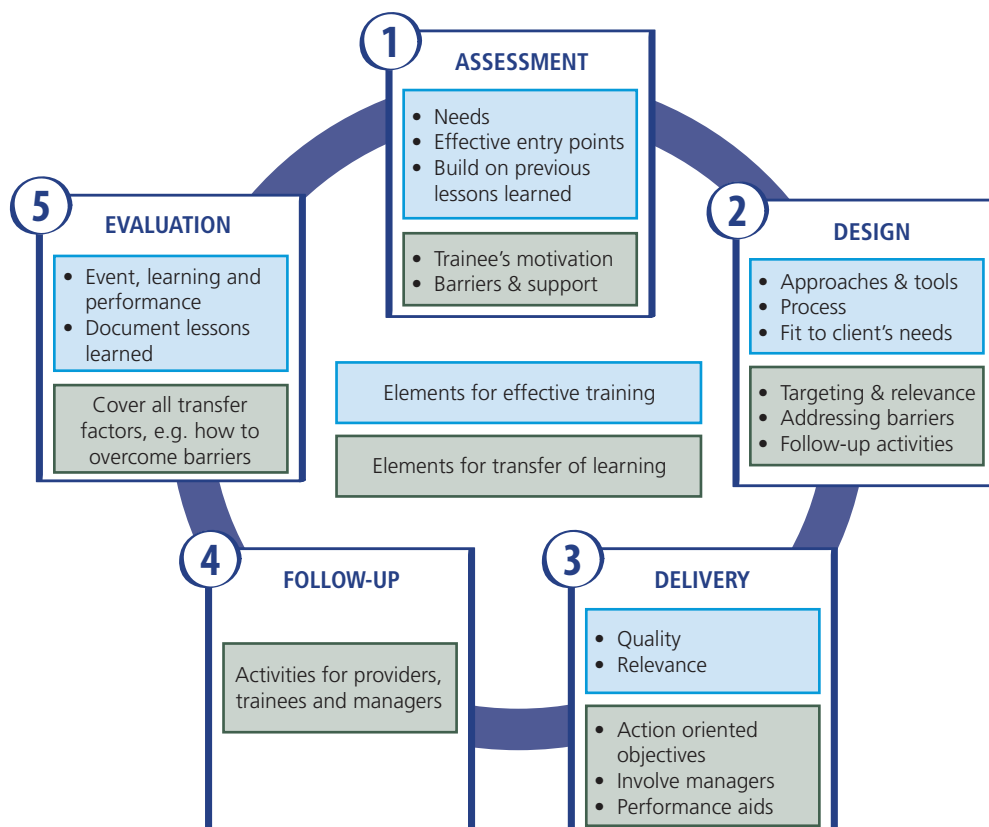 1
ASSESSMENT
• Needs
• Effective entry points
• Build on previous
lessons learned
• Trainee's motivation
• Barriers & support
2
DESIGN
• Approaches & tools
• Process
• Fit to client's needs
• Targeting & relevance
• Addressing barriers
• Follow-up activities
3
DELIVERY
• Quality
• Relevance
• Action oriented
objectives
• Involve managers
• Performance aids
4
FOLLOW-UP
Activities for providers,
trainees and managers
5
EVALUATION
• Event, learning and
performance
• Document lessons
learned
Cover all transfer
factors, e.g. how to
overcome barriers
Elements for effective training
Elements for transfer of learning